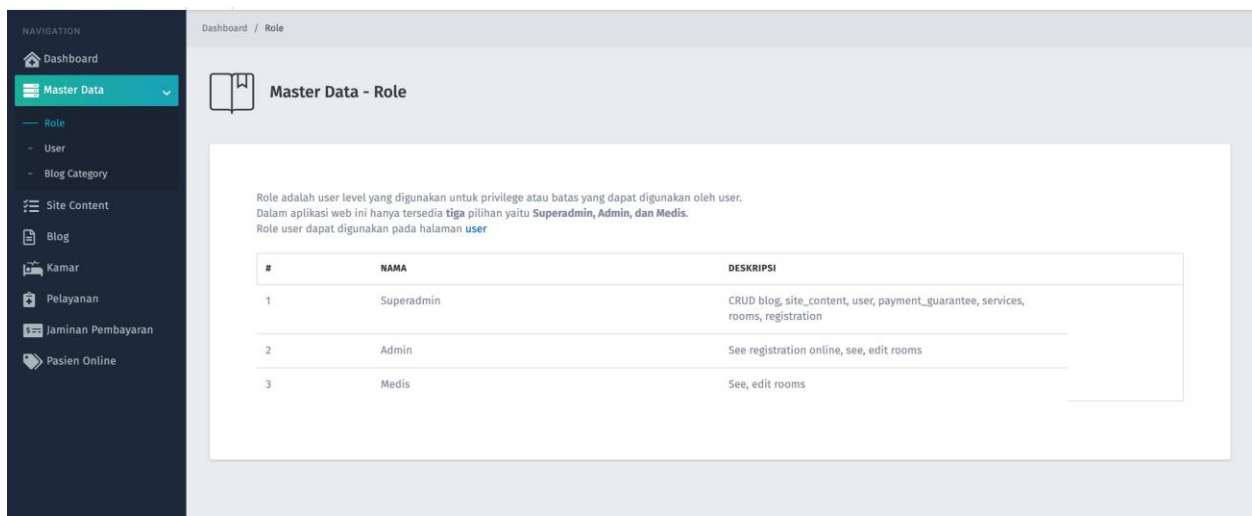 NAVIGATION
Dashboard
Master Data
Role
User
Blog Category
Site Content
Blog
Kamar
Pelayanan
Jaminan Pembayaran
Pasien Online
Dashboard / Role
Master Data - Role
Role adalah user level yang digunakan untuk privilege atau batas yang dapat digunakan oleh user.
Dalam aplikasi web ini hanya tersedia tiga pilihan yaitu Superadmin, Admin, dan Medis.
Role user dapat digunakan pada halaman user
# NAMA DESKRIPSI
1 Superadmin CRUD blog, site_content, user, payment_guarantee, services,
rooms, registration
2 Admin See registration online, see, edit rooms
3 Medis See, edit rooms